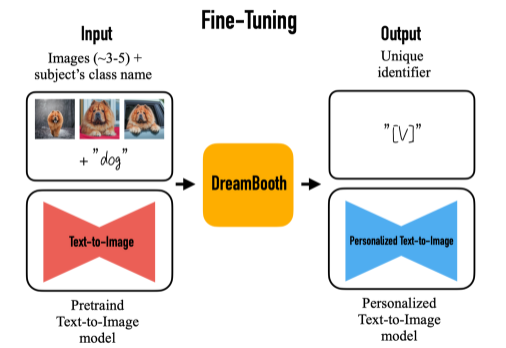 Fine-Tuning
Input
Images (~3-5) +
subject's class name
+ "dog"
Text-to-Image
Pretraind
Text-to-Image
model
DreamBooth
Output
Unique
identifier
"[V]"
Personalized Text-to-Image
Personalized
Text-to-Image
model